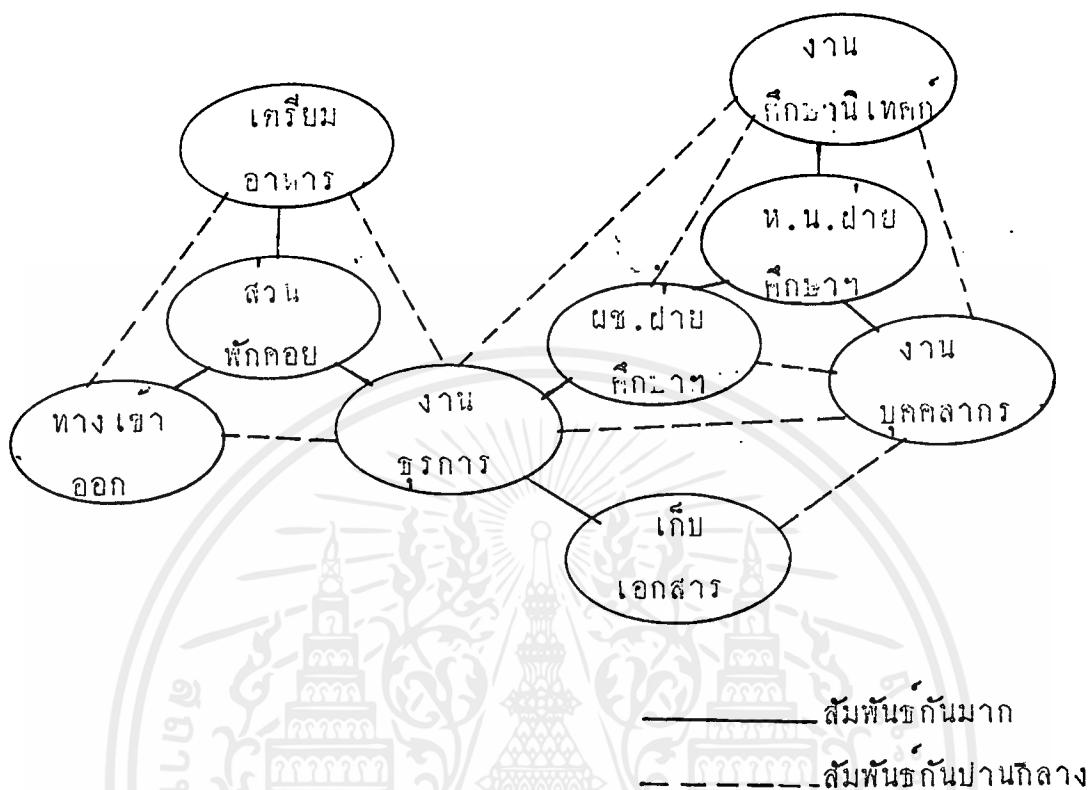 งาน
ศึกษานิเทศก์
เตรียม
อาหาร
ห.น.ฝ่าย
ศึกษาฯ
ส่วน
พักคอย
ผช.ฝ่าย
ศึกษาฯ
งาน
บุคคลากร
ทางเข้า
ออก
งาน
ธุรการ
เก็บ
เอกสาร
สัมพันธ์กันมาก
สัมพันธ์กันปานกลาง